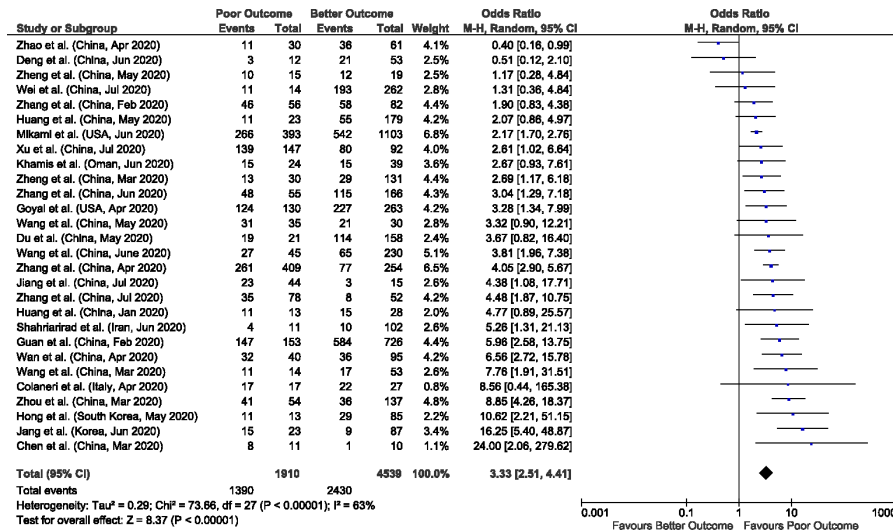 Poor Outcome Better Outcome Odds Ratio Odds Ratio
Study or Subgroup Events Total Events Total Weight M-H, Random, 95% CI M-H, Random, 95% CI
Zhao et al. (China, Apr 2020) 11 30 36 61 4.1% 0.40 [0.16, 0.99]
Deng et al. (China, Jun 2020) 3 12 21 53 2.6% 0.51 [0.12, 2.10]
Zheng et al. (China, May 2020) 10 15 12 19 2.5% 1.17 [0.28, 4.84]
Wei et al. (China, Jul 2020) 11 14 193 262 2.8% 1.31 [0.36, 4.84]
Zhang et al. (China, Feb 2020) 46 56 58 82 4.3% 1.90 [0.83, 4.38]
Huang et al. (China, May 2020) 11 23 55 179 4.2% 2.07 [0.86, 4.97]
Mikami et al. (USA, Jun 2020) 266 393 542 1103 6.8% 2.17 [1.70, 2.76]
Xu et al. (China, Jul 2020) 139 147 80 92 4.0% 2.61 [1.02, 6.64]
Khamis et al. (Oman, Jun 2020) 15 24 15 39 3.6% 2.67 [0.93, 7.61]
Zheng et al. (China, Mar 2020) 13 30 29 131 4.4% 2.69 [1.17, 6.18]
Zhang et al. (China, Jun 2020) 48 55 115 166 4.2% 3.04 [1.29, 7.18]
Goyal et al. (USA, Apr 2020) 124 130 227 263 4.2% 3.28 [1.34, 7.99]
Wang et al. (China, May 2020) 31 35 21 30 2.8% 3.32 [0.90, 12.21]
Du et al. (China, May 2020) 19 21 114 158 2.4% 3.67 [0.82, 16.40]
Wang et al. (China, June 2020) 27 45 65 230 5.1% 3.81 [1.96, 7.38]
Zhang et al. (China, Apr 2020) 261 409 77 254 6.5% 4.05 [2.90, 5.67]
Jiang et al. (China, Jul 2020) 23 44 3 15 2.6% 4.38 [1.08, 17.71]
Zhang et al. (China, Jul 2020) 35 78 8 52 4.2% 4.48 [1.87, 10.75]
Huang et al. (China, Jan 2020) 11 13 15 28 2.0% 4.77 [0.89, 25.57]
Shahriarirad et al. (Iran, Jun 2020) 4 11 10 102 2.6% 5.26 [1.31, 21.13]
Guan et al. (China, Feb 2020) 147 153 584 726 4.3% 5.96 [2.58, 13.75]
Wan et al. (China, Apr 2020) 32 40 36 95 4.2% 6.56 [2.72, 15.78]
Wang et al. (China, Mar 2020) 11 14 17 53 2.6% 7.76 [1.91, 31.51]
Colaneri et al. (Italy, Apr 2020) 17 17 22 27 0.8% 8.56 [0.44, 165.38]
Zhou et al. (China, Mar 2020) 41 54 36 137 4.8% 8.85 [4.26, 18.37]
Hong et al. (South Korea, May 2020) 11 13 29 85 2.3% 10.62 [2.21, 51.15]
Jang et al. (Korea, Jun 2020) 15 23 9 87 3.5% 16.25 [5.40, 48.87]
Chen et al. (China, Mar 2020) 8 11 1 10 1.2% 24.00 [2.06, 279.62]
Total (95% CI) 1910 4539 100.0% 3.33 [2.51, 4.41]
Total events 1390 2430
Heterogeneity: Tau² = 0.29; Chi² = 73.66, df = 27 (P < 0.00001); I² = 63%
Test for overall effect: Z = 8.37 (P < 0.00001)
0.001 0.1 1 10 1000
Favours Better Outcome Favours Poor Outcome